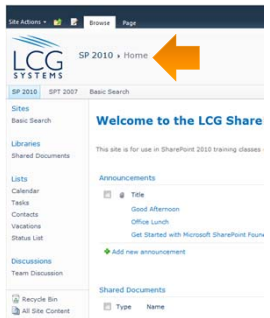 Site Actions
Browse
Page
LCG
SYSTEMS
SP 2010 › Home
SP 2010
SPT 2007
Basic Search
Sites
Basic Search
Libraries
Shared Documents
Lists
Calendar
Tasks
Contacts
Vacations
Status List
Discussions
Team Discussion
Recycle Bin
All Site Content
Welcome to the LCG Share
This site is for use in SharePoint 2010 training classes
Announcements
Title
Good Afternoon
Office Lunch
Get Started with Microsoft SharePoint Foun
Add new announcement
Shared Documents
Type Name